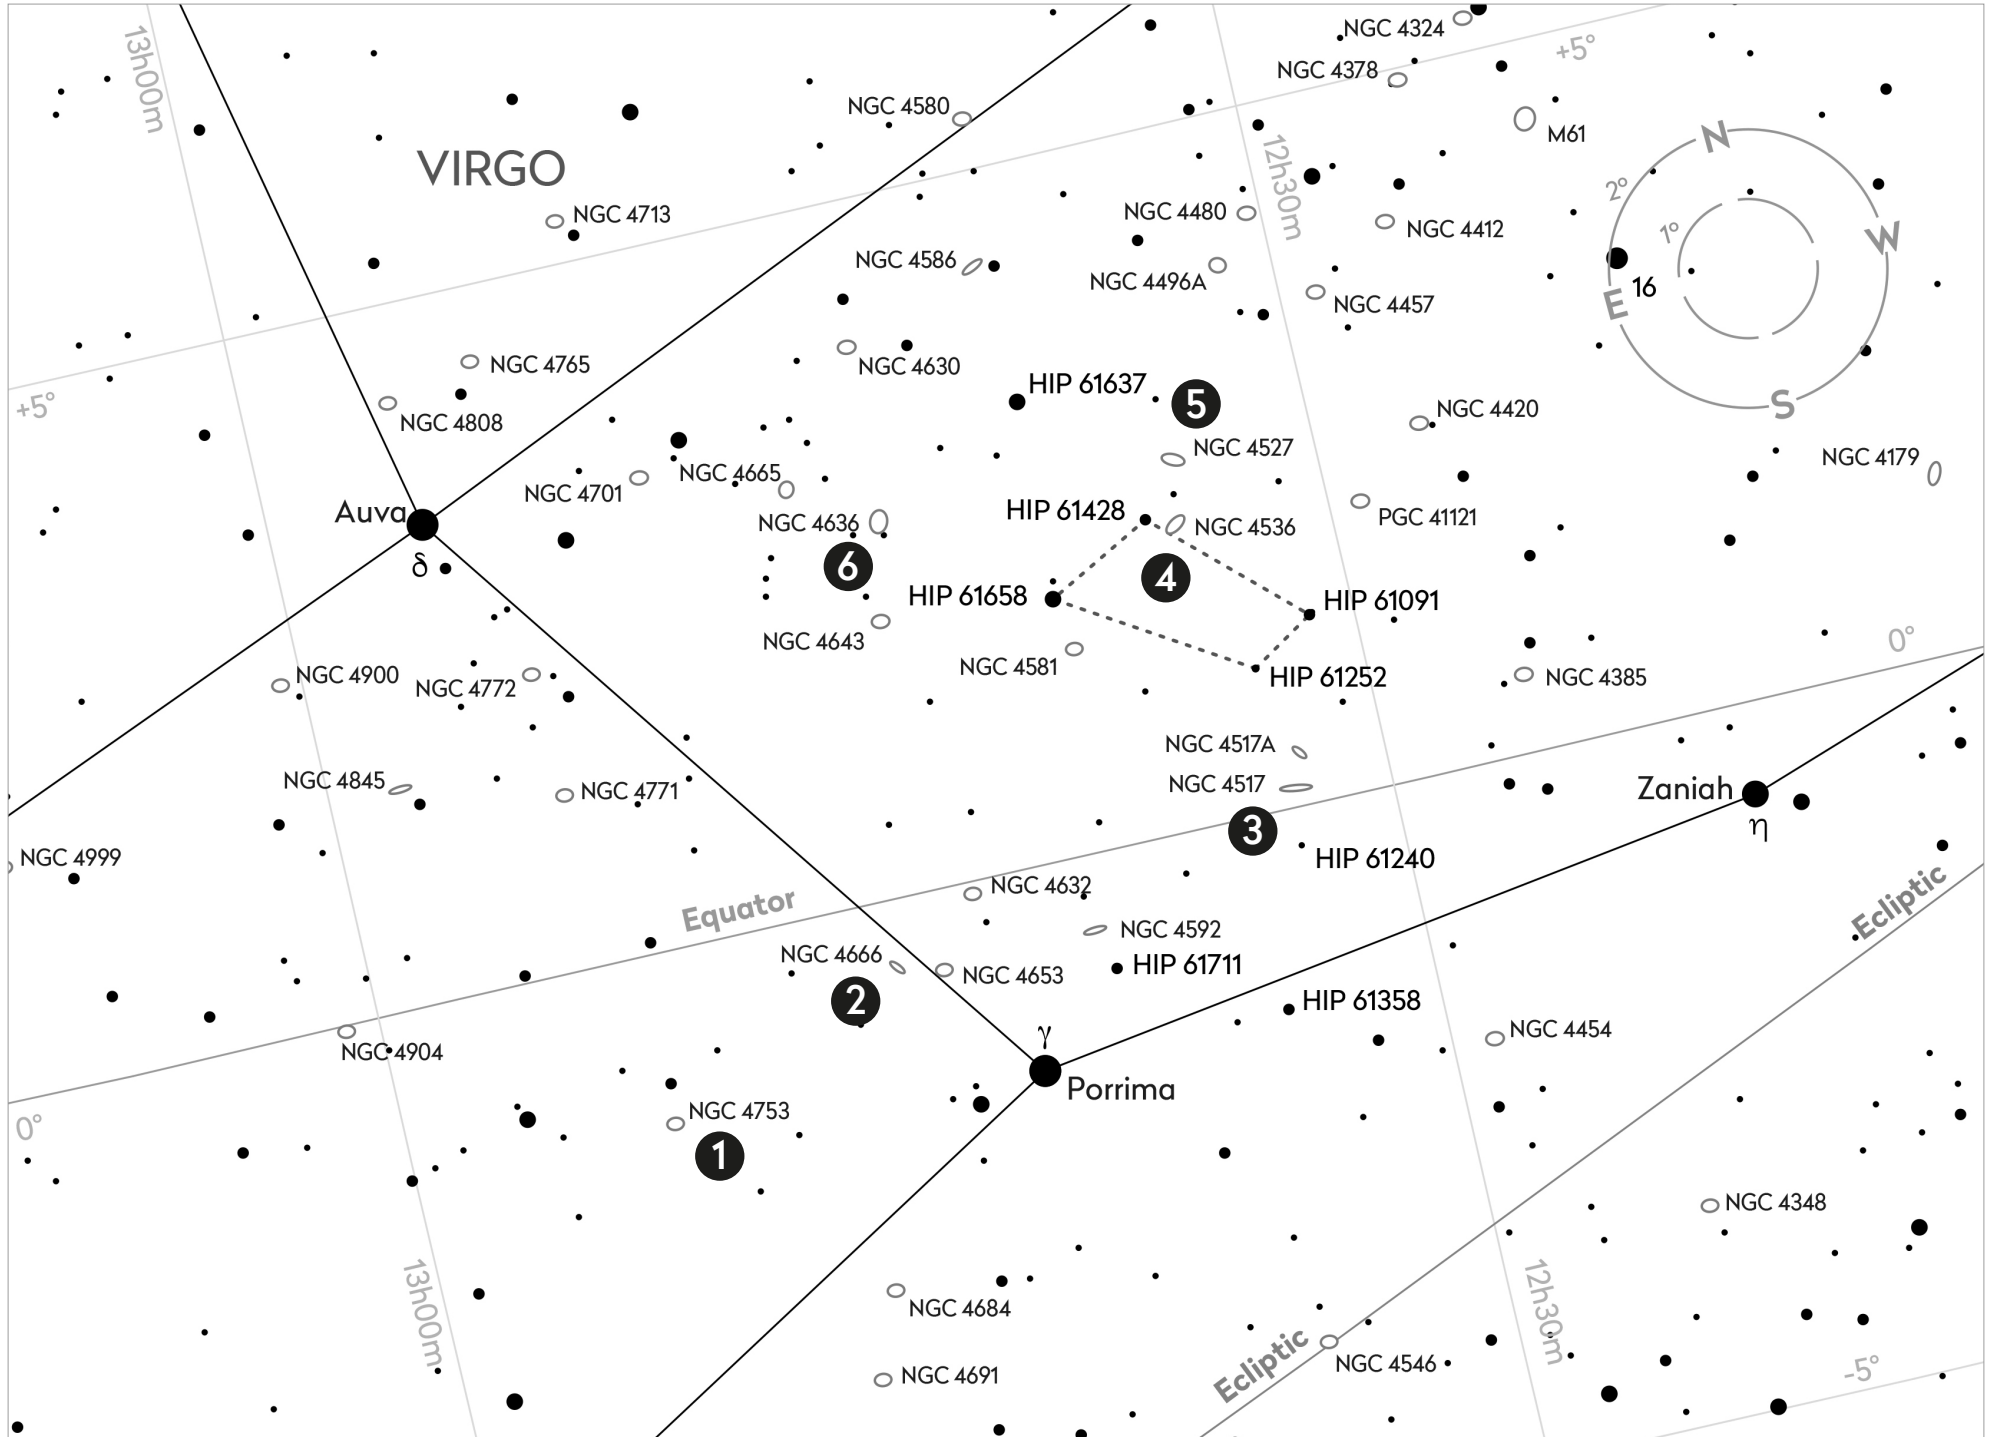 13h00m
NGC 4324
+5°
NGC 4378
NGC 4580
M61
12h30m
N
VIRGO
2°
NGC 4713
NGC 4480
NGC 4412
1°
W
NGC 4586
NGC 4496A
16
E
NGC 4457
NGC 4765
NGC 4630
HIP 61637
5
+5°
NGC 4808
NGC 4420
S
NGC 4527
NGC 4179
NGC 4665
NGC 4701
Auva
HIP 61428
NGC 4636
NGC 4536
PGC 41121
δ
6
4
HIP 61658
HIP 61091
NGC 4643
0°
NGC 4581
NGC 4900
NGC 4772
HIP 61252
NGC 4385
NGC 4517A
NGC 4845
NGC 4771
NGC 4517
Zaniah
3
η
NGC 4999
HIP 61240
NGC 4632
Equator
Ecliptic
NGC 4592
NGC 4666
HIP 61711
NGC 4653
2
HIP 61358
γ
NGC 4454
NGC 4904
Porrima
NGC 4753
0°
1
NGC 4348
13h00m
NGC 4684
12h30m
Ecliptic
NGC 4546
NGC 4691
-5°